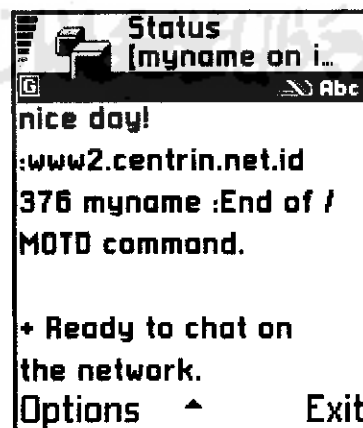 Status
(myname on i...
G Abc
nice day!
:www2.centrin.net.id
376 myname :End of /
MOTD command.
+ Ready to chat on
the network.
Options Exit